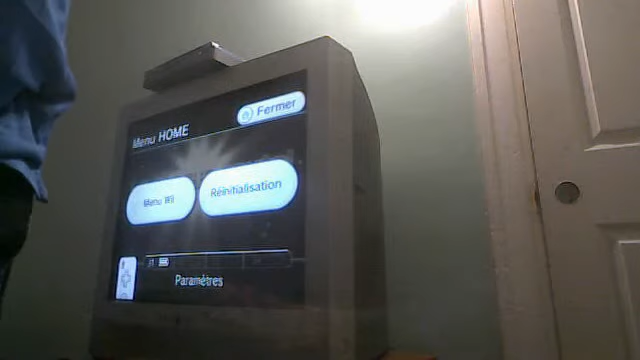 Fermer
Menu HOME
Menu Wii
Réinitialisation
Paramètres